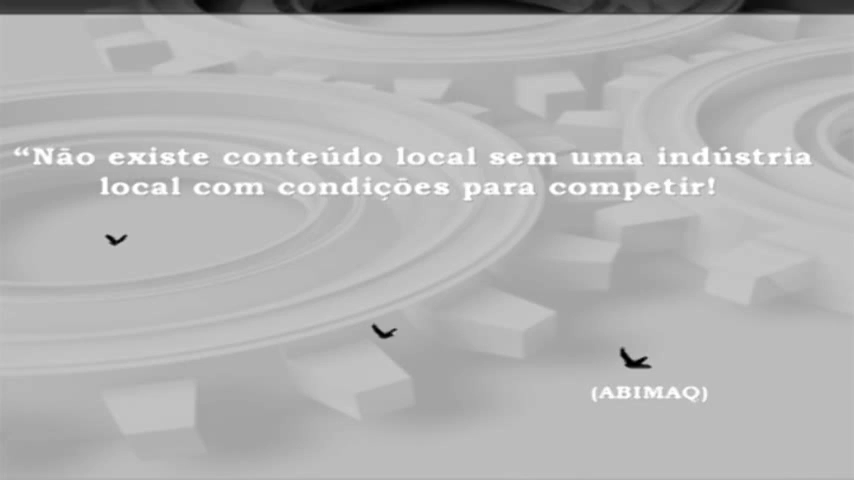 “Não existe conteúdo local sem uma indústria
local com condições para competir!
(ABIMAQ)